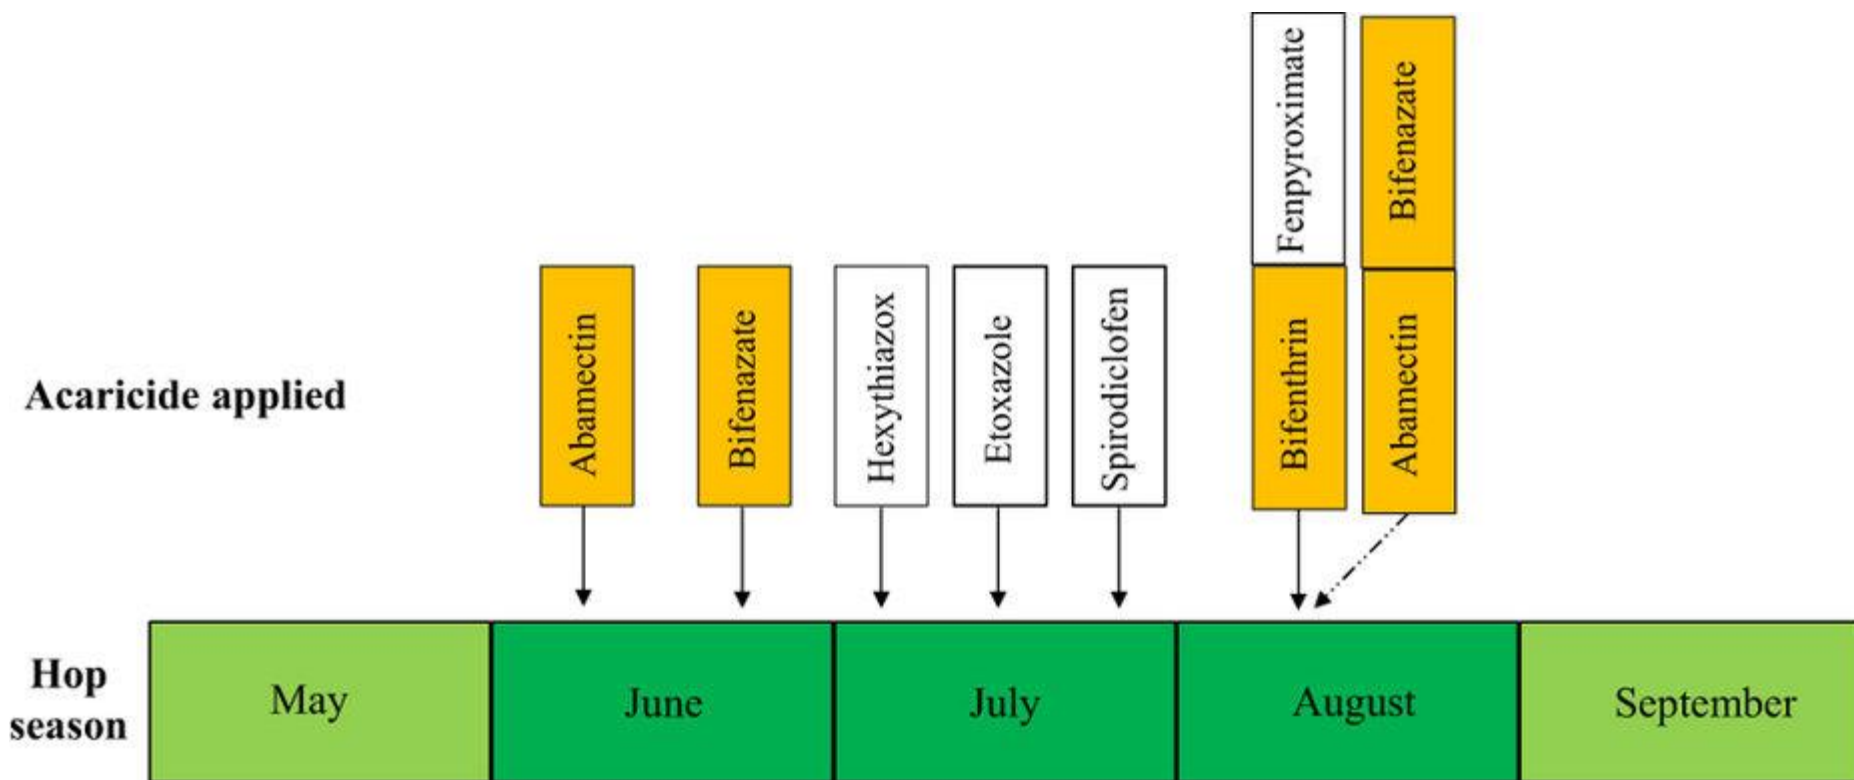 Fenpyroximate
Bifenazate
Acaricide applied
Abamectin
Bifenazate
Hexythiazox
Etoxazole
Spirodiclofen
Bifenthrin
Abamectin
Hop
season
May
June
July
August
September